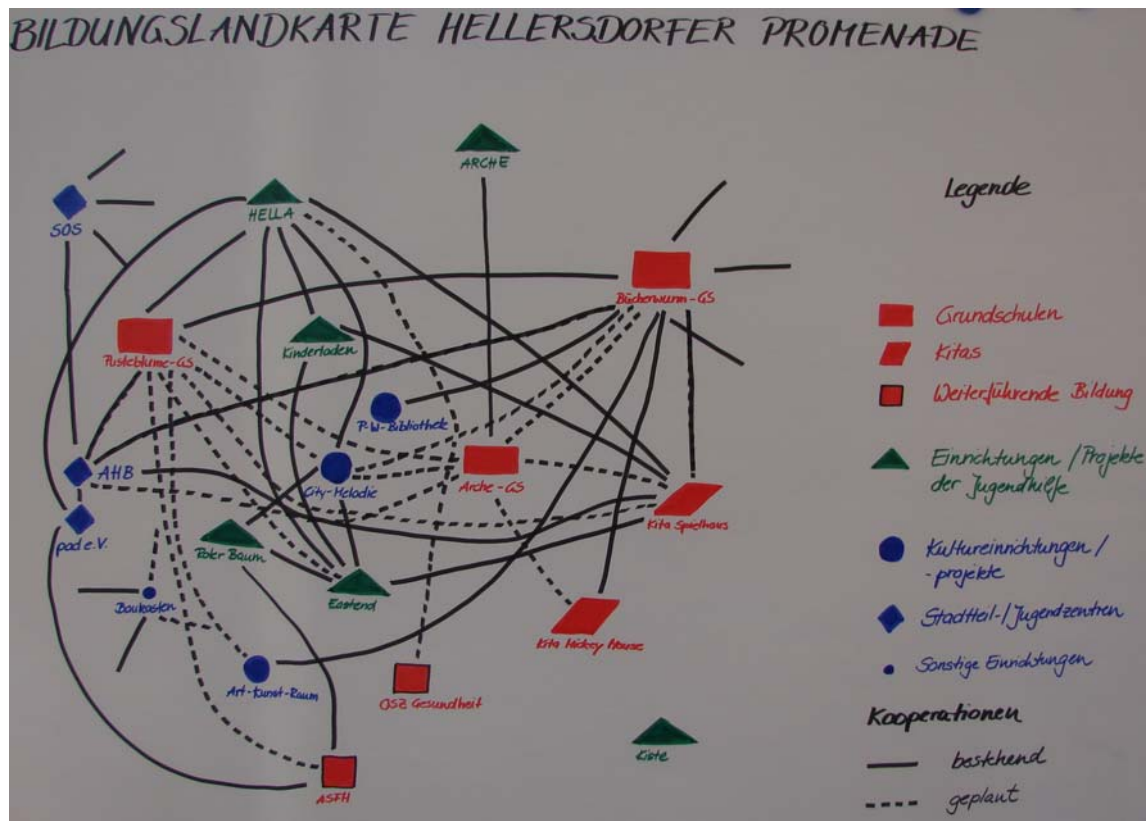 BILDUNGSLANDKARTE HELLERSDORFER PROMENADE
ARCHE
SOS
HELLA
Bücherwurm-GS
Pusteblume-GS
Kinderladen
P-W-Bibliothek
AHB
City-Melodie
Arche-GS
Kita Spielhaus
pad e.V.
Roter Baum
Eastend
Baukasten
Kita Mickey Mouse
Art-Kunst-Raum
OSZ Gesundheit
Kiste
ASFH
Legende
Grundschulen
Kitas
Weiterführende Bildung
Einrichtungen / Projekte
der Jugendhilfe
Kultureinrichtungen /
-projekte
Stadtteil-/Jugendzentren
Sonstige Einrichtungen
Kooperationen
bestehend
geplant